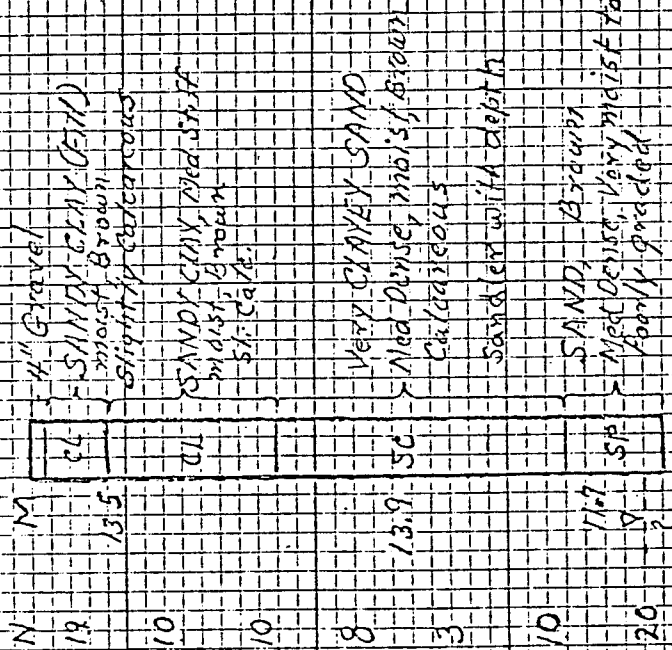 N M
19
13.5
10
10
8
13.9
3
10
11.7
20
?
CL
CL
SC
SP
4" Gravel
SANDY CLAY (Fill)
moist, Brown
Slightly Calcareous
SANDY CLAY, Med Stiff
moist, Brown
Sl. Calc.
Very CLAYEY SAND
Med Dense, moist, Brown
Calcareous
Sandier with depth
SAND, Brown
Med Dense, Very moist to
Poorly graded